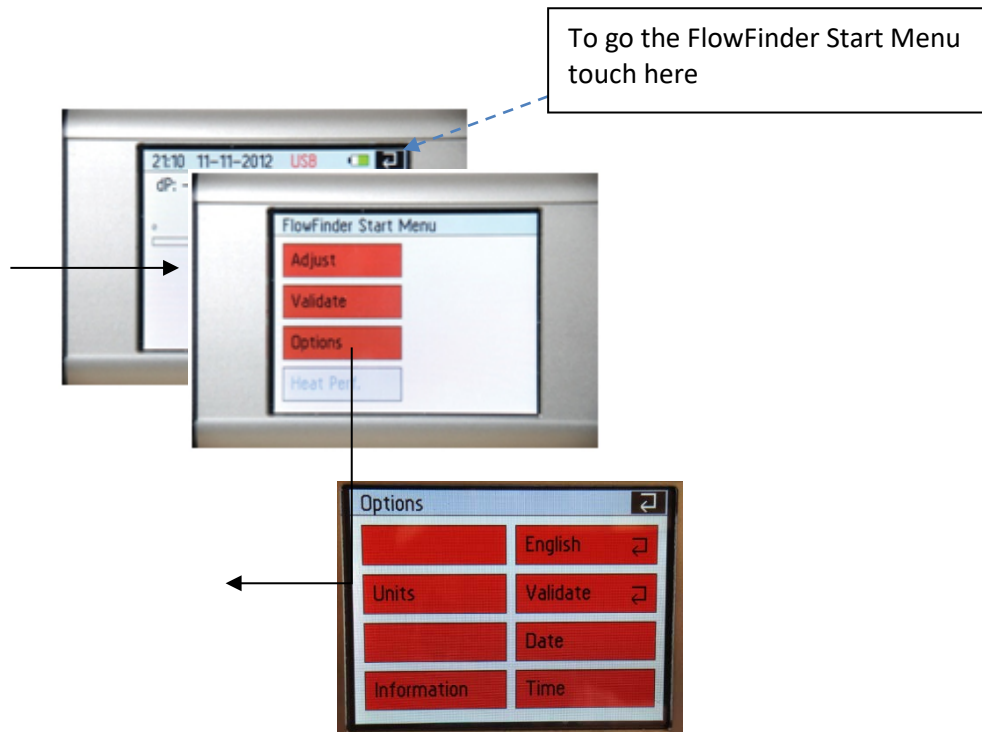 To go the FlowFinder Start Menu
touch here
21:10 11-11-2012 USB
dP: -
FlowFinder Start Menu
Adjust
Validate
Options
Heat Perf.
Options
English
Units
Validate
Date
Information
Time